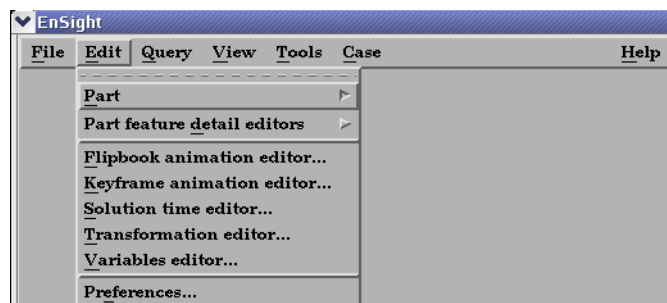 EnSight
File Edit Query View Tools Case Help
Part
Part feature detail editors
Flipbook animation editor...
Keyframe animation editor...
Solution time editor...
Transformation editor...
Variables editor...
Preferences...